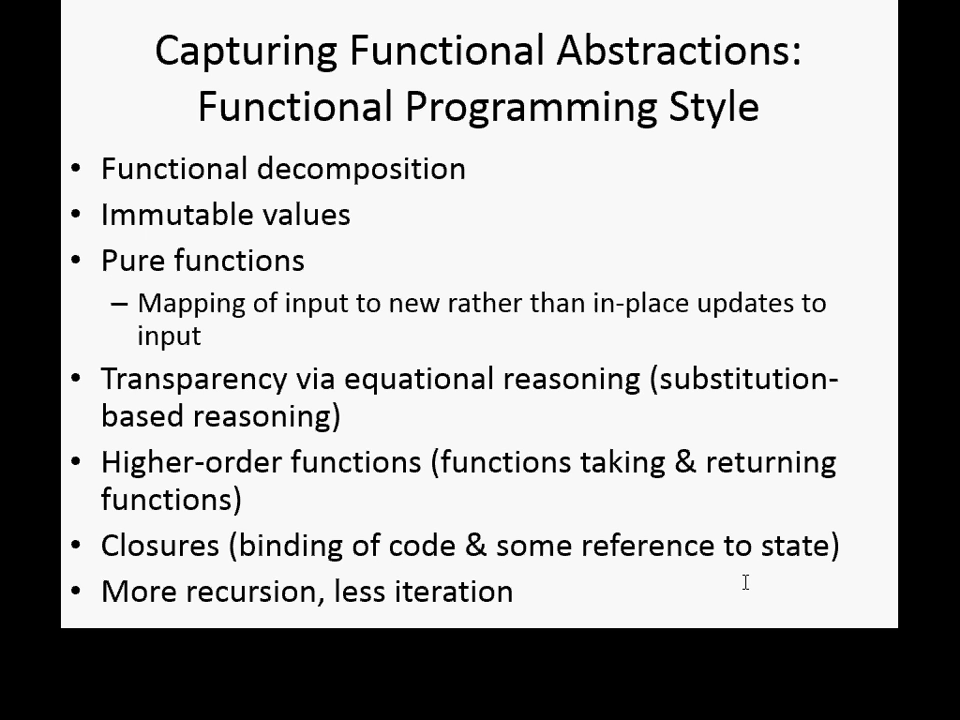 Capturing Functional Abstractions:
Functional Programming Style
• Functional decomposition
• Immutable values
• Pure functions
– Mapping of input to new rather than in-place updates to
input
• Transparency via equational reasoning (substitution-
based reasoning)
• Higher-order functions (functions taking & returning
functions)
• Closures (binding of code & some reference to state)
• More recursion, less iteration